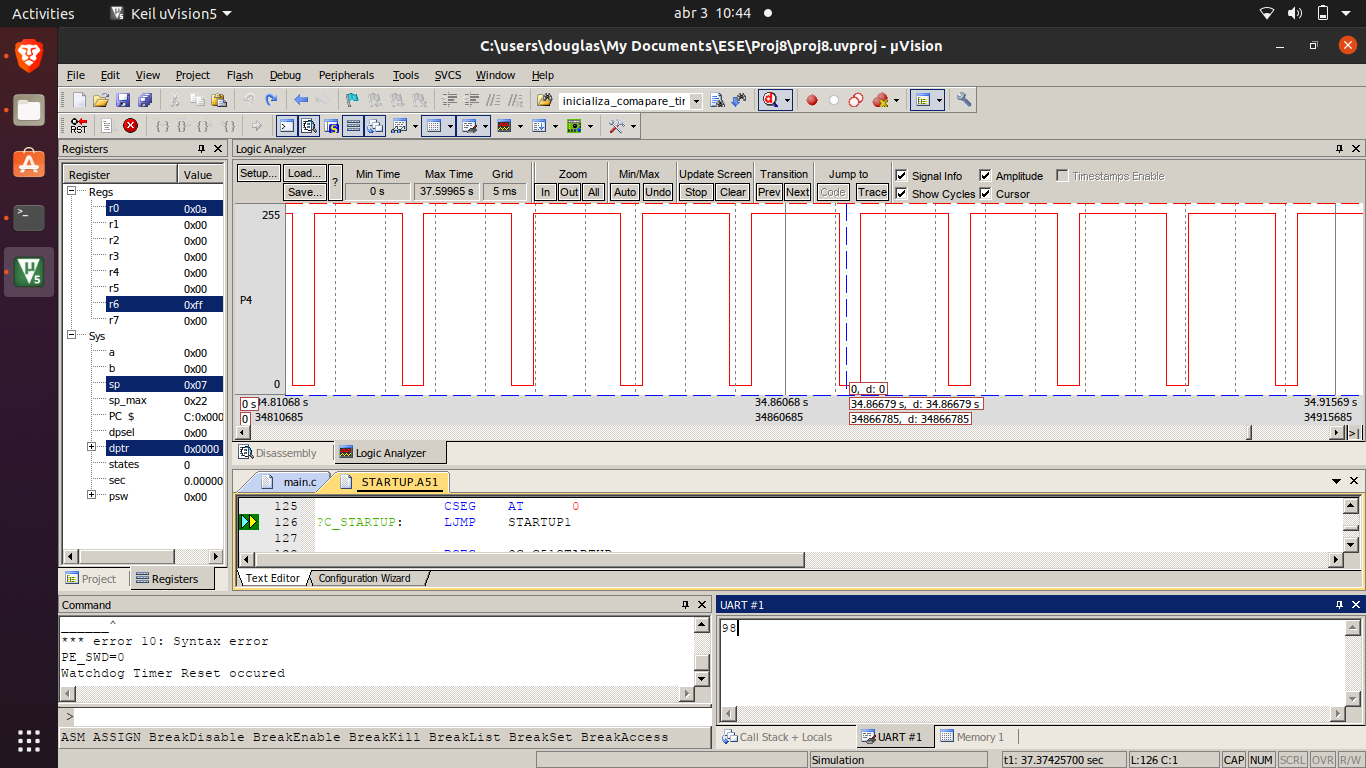 Activities
Keil uVision5
abr 3 10:44
C:\users\douglas\My Documents\ESE\Proj8\proj8.uvproj - µVision
File Edit View Project Flash Debug Peripherals Tools SVCS Window Help
inicializa_comapare_tir
RST
Registers
Register Value
Regs
r0 0x0a
r1 0x00
r2 0x00
r3 0x00
r4 0x00
r5 0x00
r6 0xff
r7 0x00
Sys
a 0x00
b 0x00
sp 0x07
sp_max 0x22
PC $ C:0x000
dpsel 0x00
dptr 0x0000
states 0
sec 0.00000
psw 0x00
Project Registers
Logic Analyzer
Setup... Load... ? Min Time Max Time Grid Zoom Min/Max Update Screen Transition Jump to Signal Info Amplitude Timestamps Enable
Save... 0 s 37.59965 s 5 ms In Out All Auto Undo Stop Clear Prev Next Code Trace Show Cycles Cursor
255
P4
0
0, d: 0
0 s 34.81068 s 34.86068 s 34.86679 s, d: 34.86679 s 34.91569 s
0 34810685 34860685 34866785, d: 34866785 34915685
Disassembly Logic Analyzer
main.c STARTUP.A51
125 CSEG AT 0
126 ?C_STARTUP: LJMP STARTUP1
127
Text Editor Configuration Wizard
Command
______^
*** error 10: Syntax error
PE_SWD=0
Watchdog Timer Reset occured
>
ASM ASSIGN BreakDisable BreakEnable BreakKill BreakList BreakSet BreakAccess
UART #1
98
Call Stack + Locals UART #1 Memory 1
Simulation t1: 37.37425700 sec L:126 C:1 CAP NUM SCRL OVR R/W